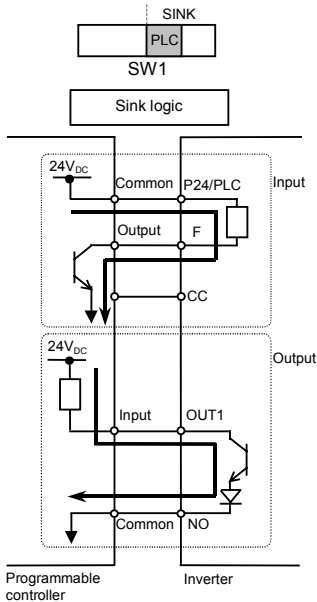 SINK
PLC
SW1
Sink logic
24VDC
Common P24/PLC
Input
Output F
CC
24VDC
Output
Input OUT1
Common NO
Programmable
controller
Inverter